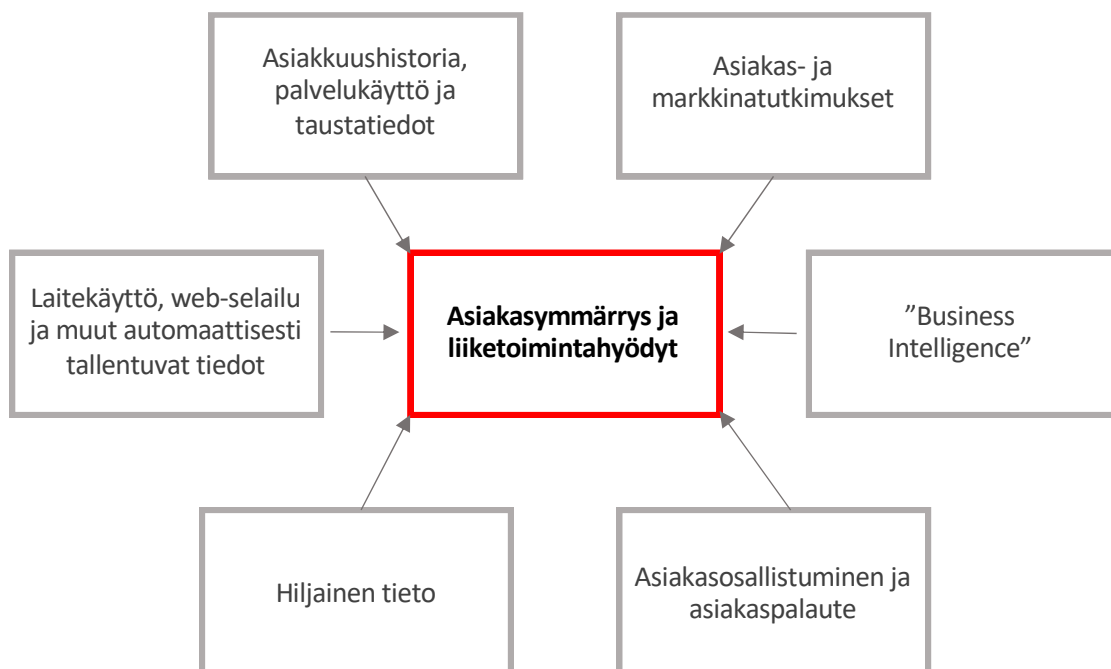 Asiakkuushistoria,
palvelukäyttö ja
taustatiedot
Asiakas- ja
markkinatutkimukset
Laitekäyttö, web-selailu
ja muut automaattisesti
tallentuvat tiedot
Asiakasymmärrys ja
liiketoimintahyödyt
”Business
Intelligence”
Hiljainen tieto
Asiakasosallistuminen ja
asiakaspalaute